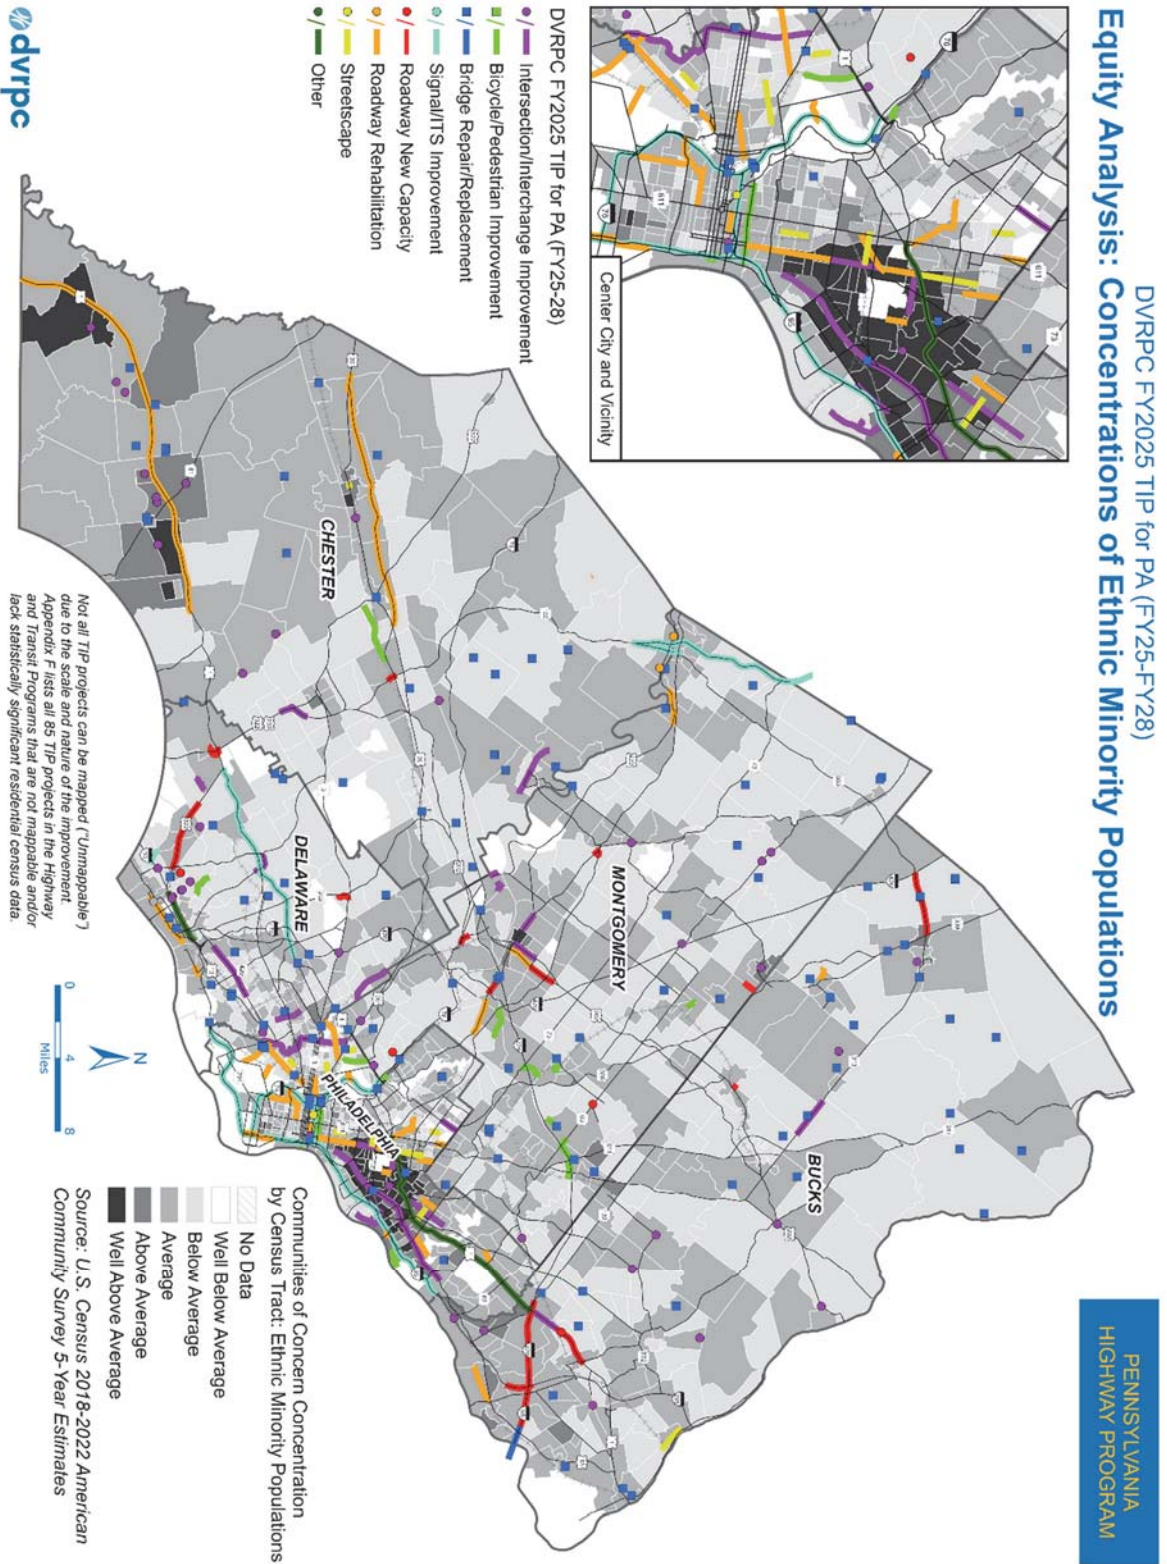 DVRPC FY2025 TIP for PA (FY25-FY28)
Equity Analysis: Concentrations of Ethnic Minority Populations
PENNSYLVANIA
HIGHWAY PROGRAM
Center City and Vicinity
DVRPC FY2025 TIP for PA (FY25-28)
Intersection/Interchange Improvement
Bicycle/Pedestrian Improvement
Bridge Repair/Replacement
Signal/ITS Improvement
Roadway New Capacity
Roadway Rehabilitation
Streetscape
Other
CHESTER
MONTGOMERY
BUCKS
DELAWARE
PHILADELPHIA
Communities of Concern Concentration
by Census Tract: Ethnic Minority Populations
No Data
Well Below Average
Below Average
Average
Above Average
Well Above Average
Source: U.S. Census 2018-2022 American
Community Survey 5-Year Estimates
N
0 4 8
Miles
Not all TIP projects can be mapped ("Unmappable")
due to the scale and nature of the improvement.
Appendix F lists all 85 TIP projects in the Highway
and Transit Programs that are not mappable and/or
lack statistically significant residential census data.
dvrpc